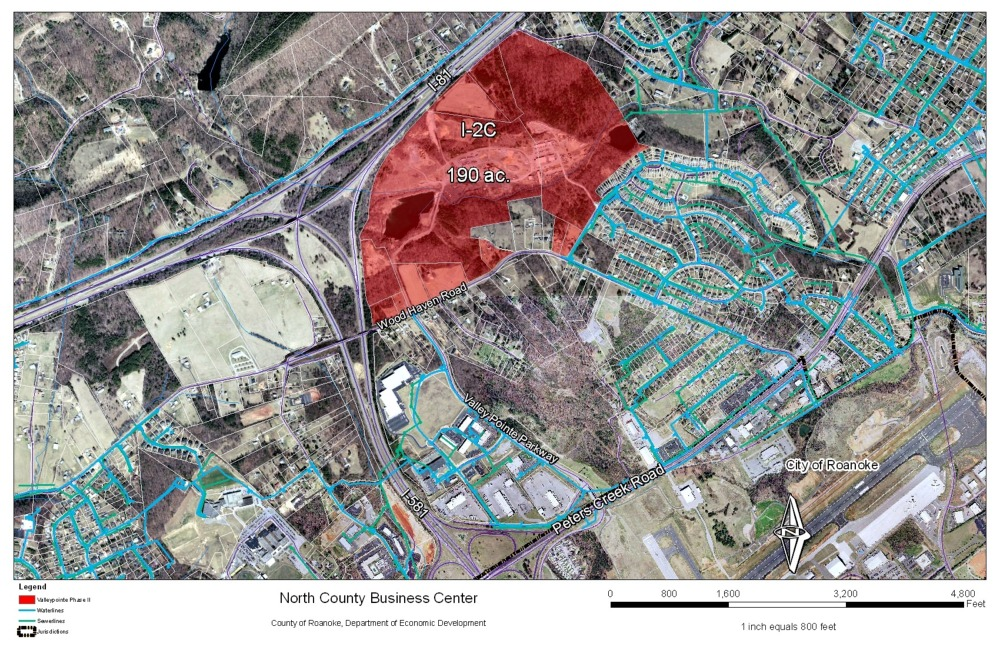 I-81
I-2C
190 ac.
Wood Haven Road
Valley Pointe Parkway
City of Roanoke
Peters Creek Road
I-581
N
Legend
Valleypointe Phase II
Waterlines
Sewerlines
Jurisdictions
North County Business Center
County of Roanoke, Department of Economic Development
0 800 1,600 3,200 4,800
Feet
1 inch equals 800 feet